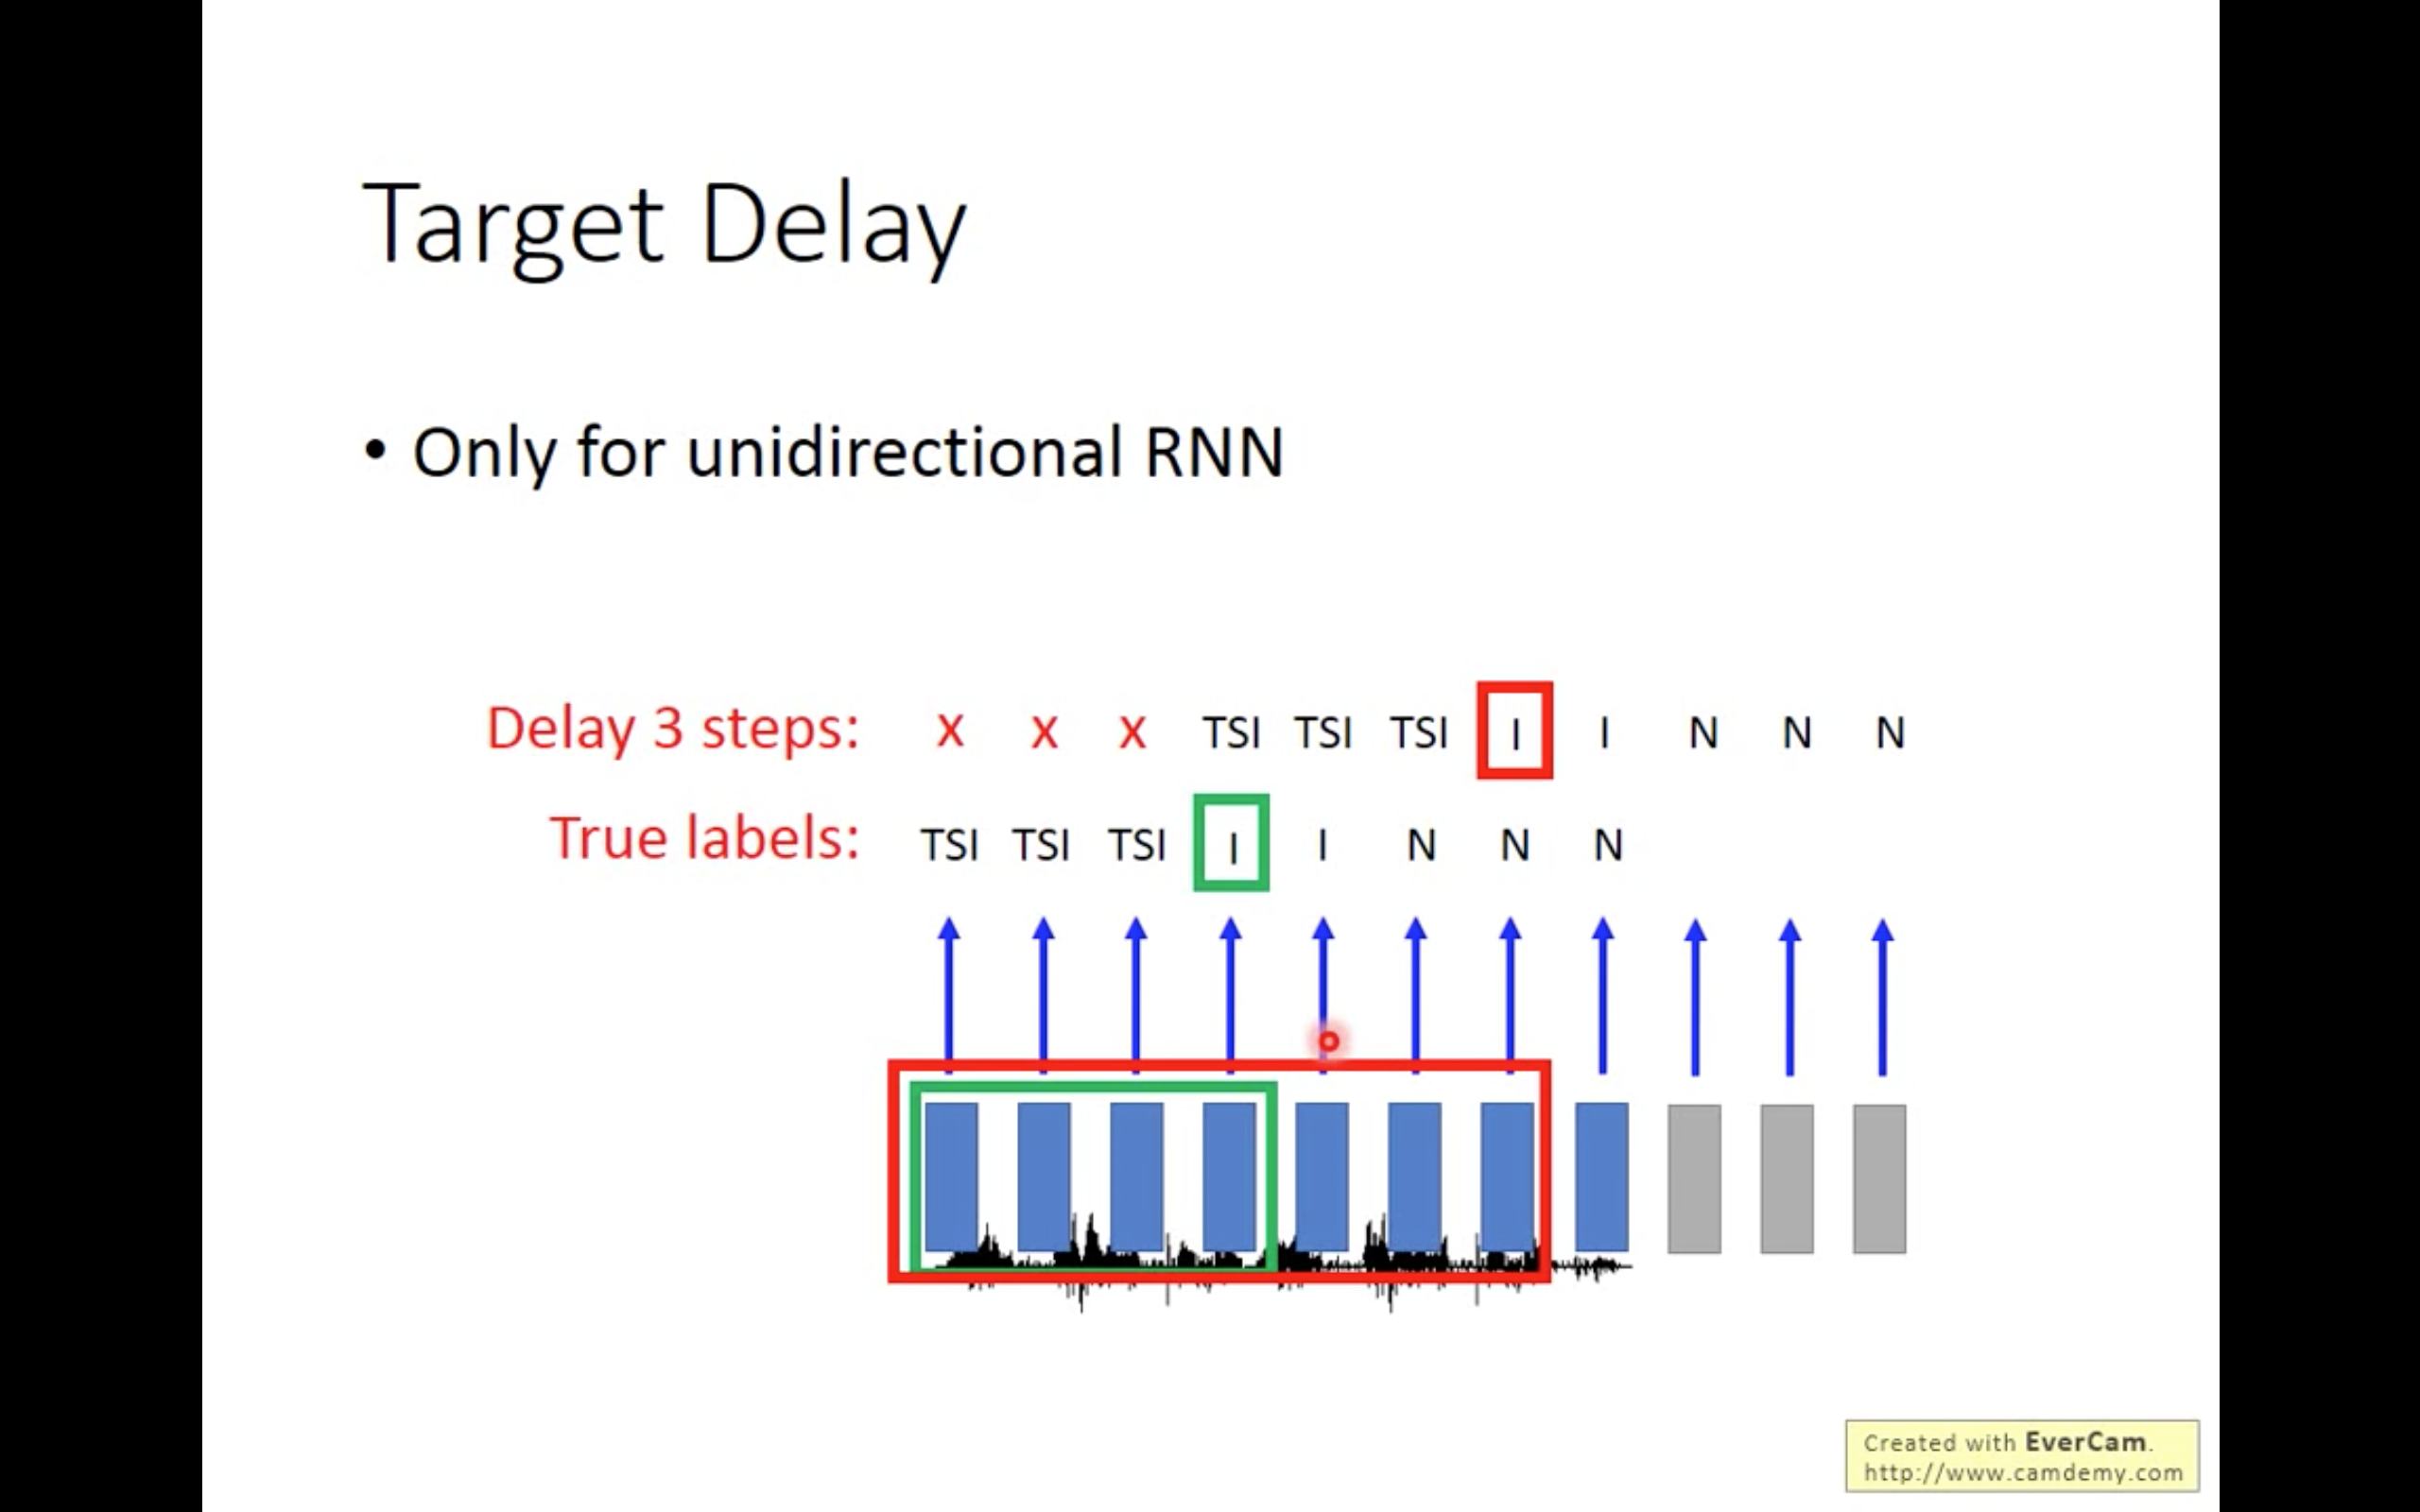 Target Delay
• Only for unidirectional RNN
Delay 3 steps: X X X TSI TSI TSI I I N N N
True labels: TSI TSI TSI I I N N N
Created with EverCam.
http://www.camdemy.com